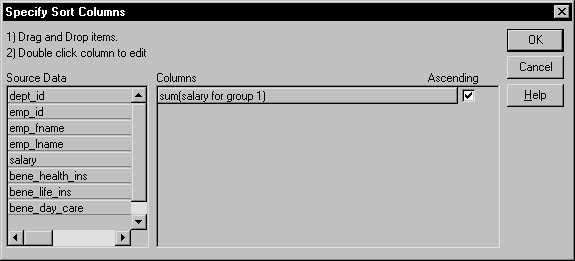 Specify Sort Columns
1) Drag and Drop items.
2) Double click column to edit
OK
Cancel
Help
Source Data
dept_id
emp_id
emp_fname
emp_lname
salary
bene_health_ins
bene_life_ins
bene_day_care
Columns Ascending
sum(salary for group 1)